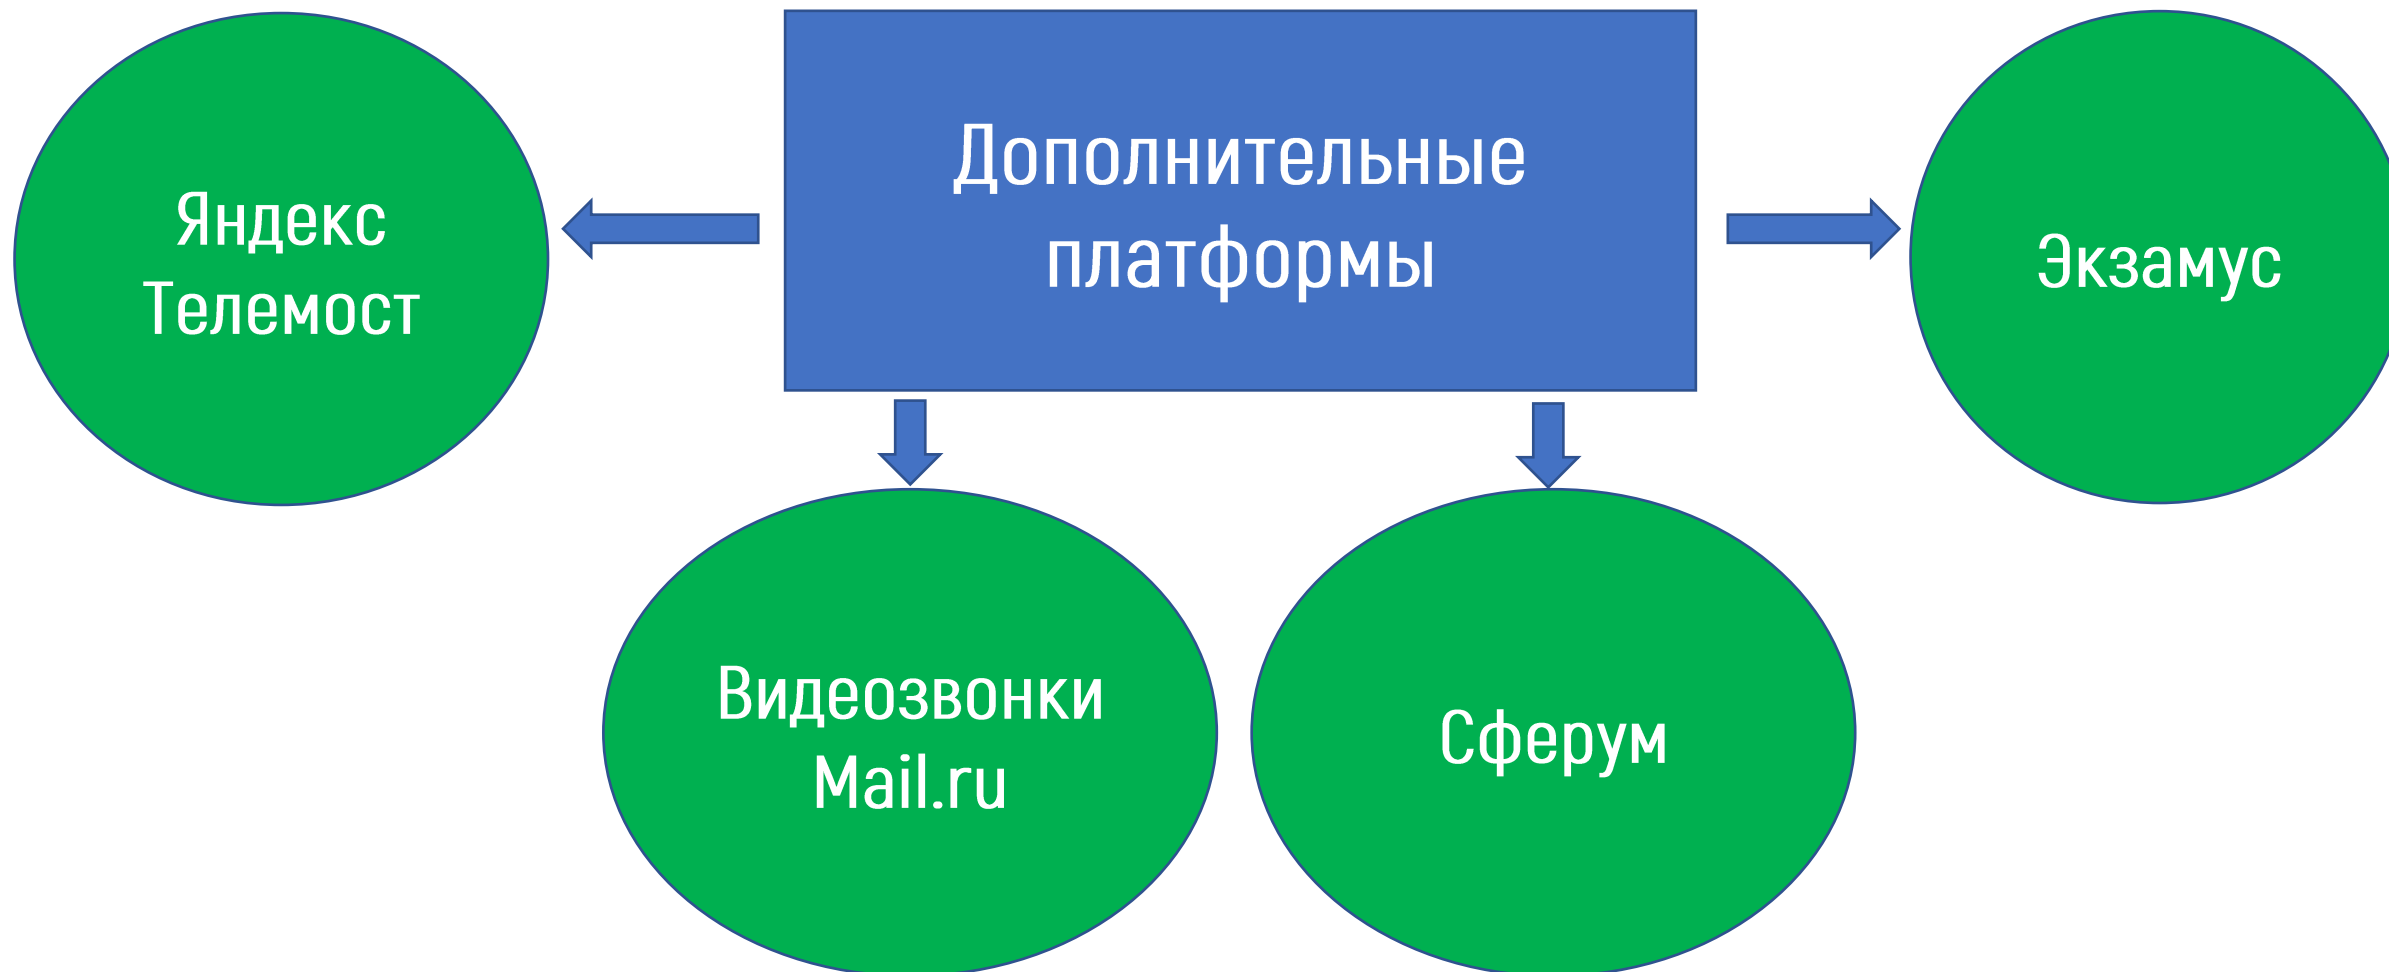 Дополнительные
платформы
Яндекс
Телемост
Экзамус
Видеозвонки
Mail.ru
Сферум